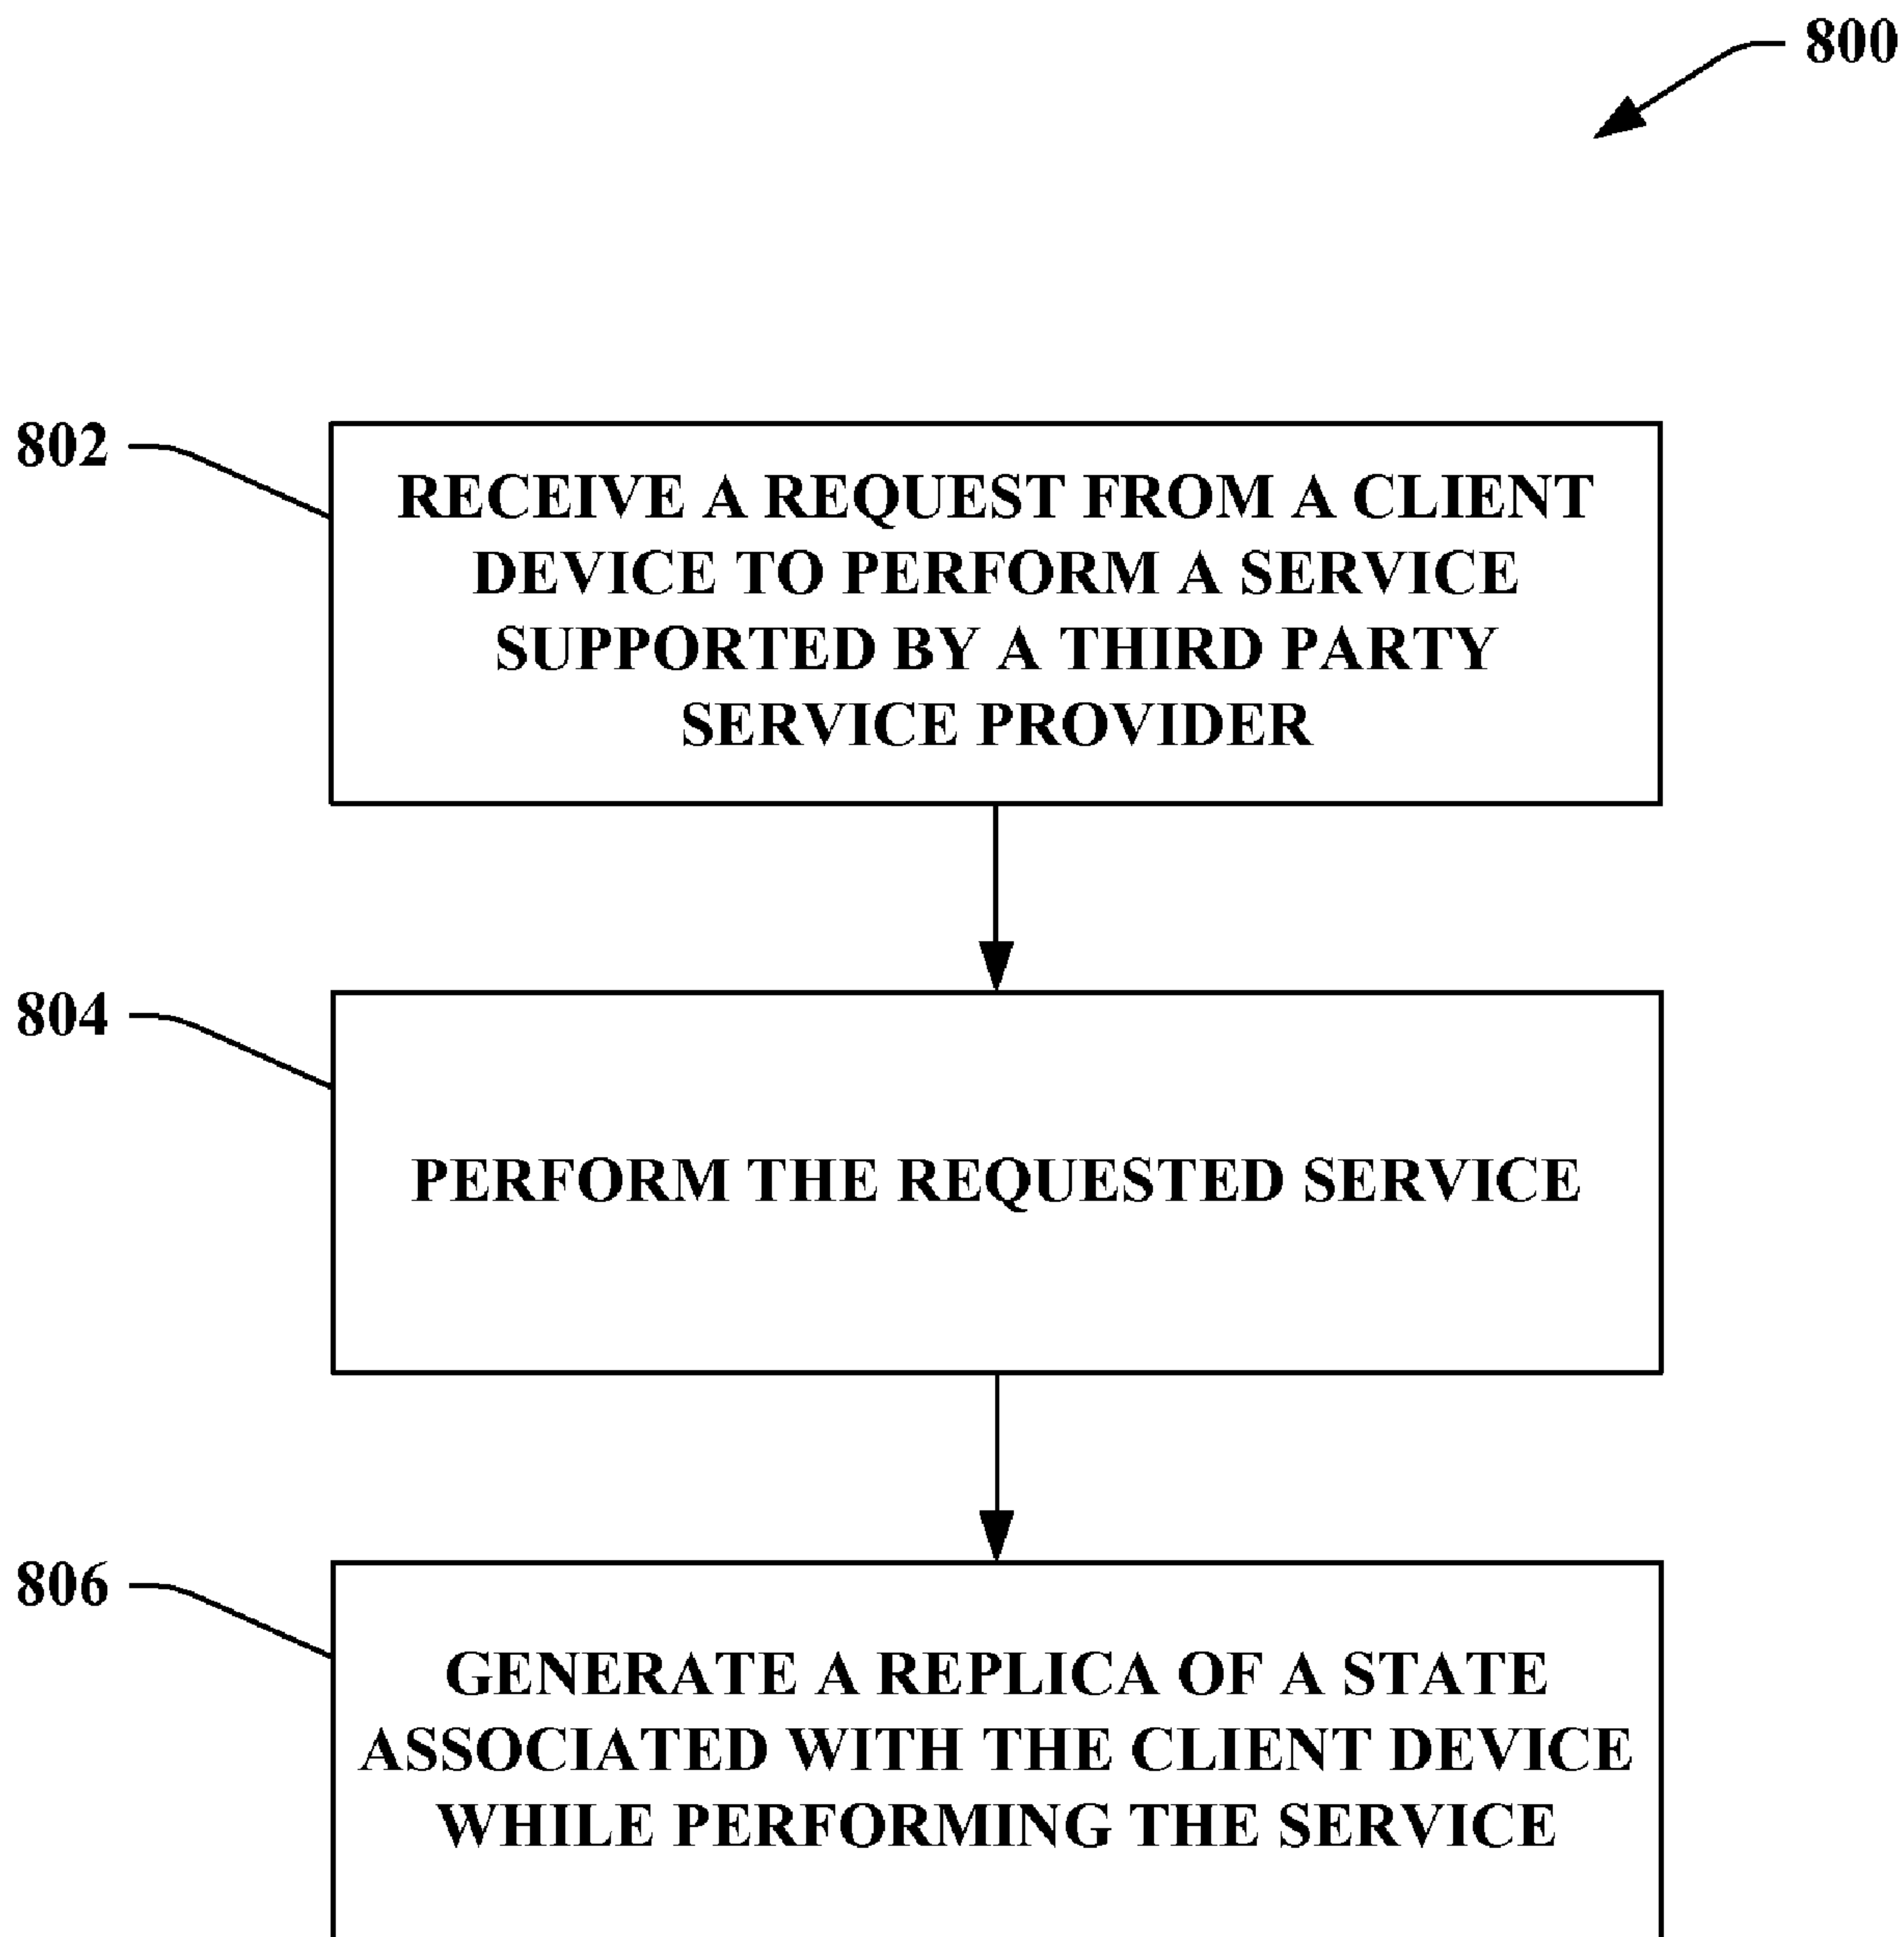 800
802
RECEIVE A REQUEST FROM A CLIENT
DEVICE TO PERFORM A SERVICE
SUPPORTED BY A THIRD PARTY
SERVICE PROVIDER
804
PERFORM THE REQUESTED SERVICE
806
GENERATE A REPLICA OF A STATE
ASSOCIATED WITH THE CLIENT DEVICE
WHILE PERFORMING THE SERVICE